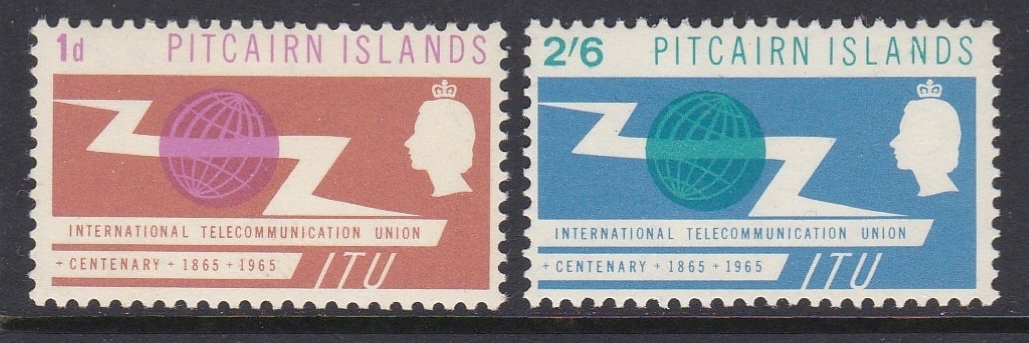 1d PITCAIRN ISLANDS
INTERNATIONAL TELECOMMUNICATION UNION
+ CENTENARY + 1865 + 1965 ITU
2/6 PITCAIRN ISLANDS
INTERNATIONAL TELECOMMUNICATION UNION
+ CENTENARY + 1865 + 1965 ITU